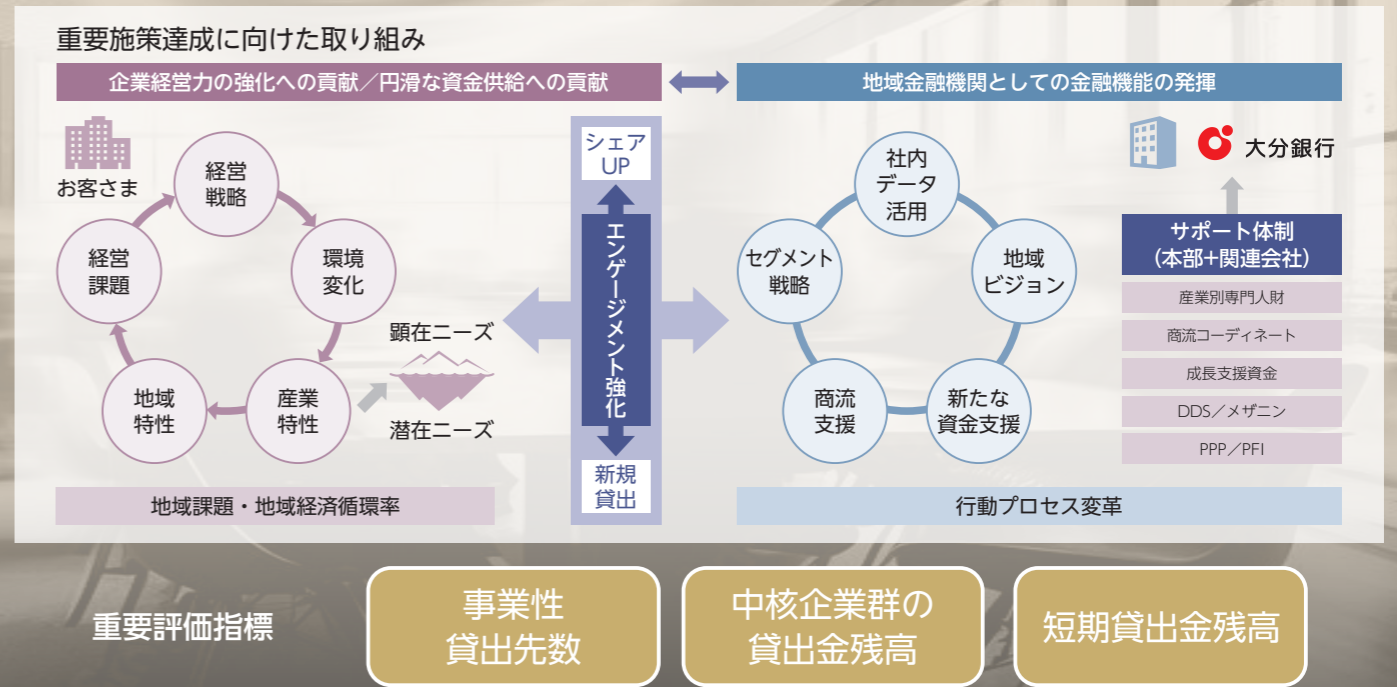 重要施策達成に向けた取り組み
企業経営力の強化への貢献／円滑な資金供給への貢献
地域金融機関としての金融機能の発揮
お客さま
経営
戦略
環境
変化
産業
特性
地域
特性
経営
課題
顕在ニーズ
潜在ニーズ
地域課題・地域経済循環率
シェア
UP
エンゲージメント強化
新規
貸出
社内
データ
活用
地域
ビジョン
新たな
資金支援
商流
支援
セグメント
戦略
行動プロセス変革
大分銀行
サポート体制
（本部+関連会社）
産業別専門人財
商流コーディネート
成長支援資金
DDS／メザニン
PPP／PFI
重要評価指標
事業性
貸出先数
中核企業群の
貸出金残高
短期貸出金残高